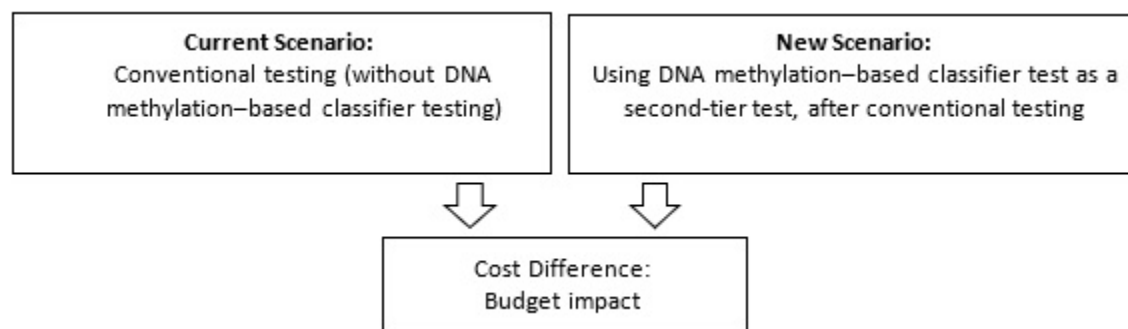 Current Scenario:
Conventional testing (without DNA
methylation–based classifier testing)
New Scenario:
Using DNA methylation–based classifier test as a
second-tier test, after conventional testing
Cost Difference:
Budget impact